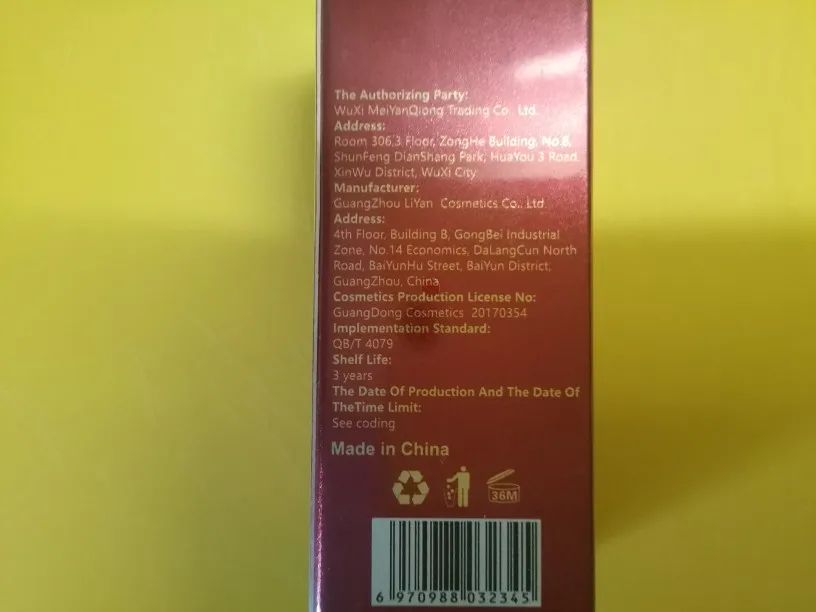 The Authorizing Party:
WuXi MeiYanQiong Trading Co., Ltd.
Address:
Room 306,3 Floor, ZongHe Building, No.8,
ShunFeng DianShang Park, HuaYou 3 Road,
XinWu District, WuXi City
Manufacturer:
GuangZhou LiYan Cosmetics Co., Ltd.
Address:
4th Floor, Building B, GongBei Industrial
Zone, No.14 Economics, DaLangCun North
Road, BaiYunHu Street, BaiYun District,
GuangZhou, China
Cosmetics Production License No:
GuangDong Cosmetics 20170354
Implementation Standard:
QB/T 4079
Shelf Life:
3 years
The Date Of Production And The Date Of
TheTime Limit:
See coding
Made in China
36M
6 970988 032345